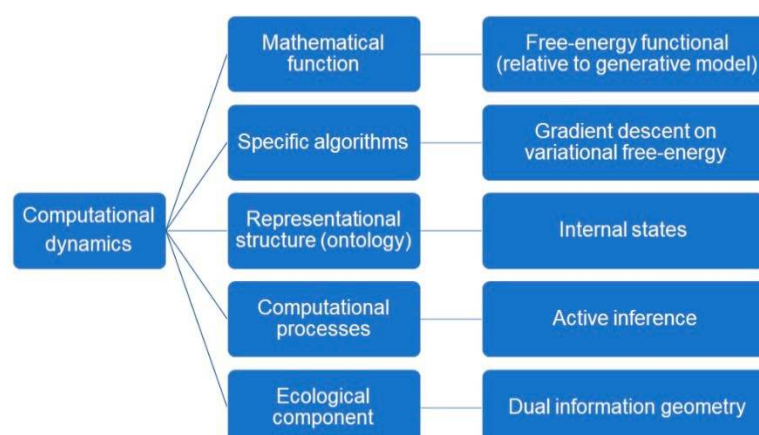 Mathematical
function
Free-energy functional
(relative to generative model)
Specific algorithms
Gradient descent on
variational free-energy
Computational
dynamics
Representational
structure (ontology)
Internal states
Computational
processes
Active inference
Ecological
component
Dual information geometry